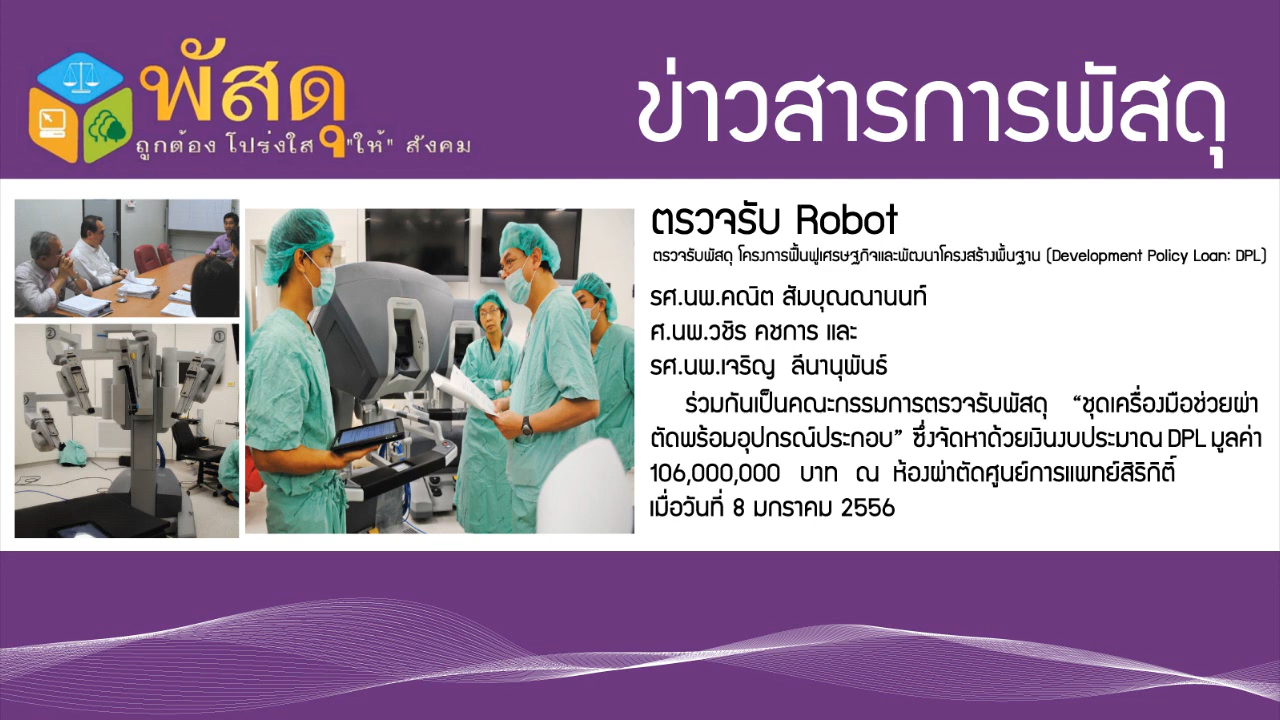 พัสดุ
ถูกต้อง โปร่งใส "ให้" สังคม
ข่าวสารการพัสดุ
ตรวจรับ Robot
ตรวจรับพัสดุ โครงการฟื้นฟูเศรษฐกิจและพัฒนาโครงสร้างพื้นฐาน (Development Policy Loan: DPL)
รศ.นพ.คณิต สัมบุณณานนท์
ศ.นพ.วชิร คชการ และ
รศ.นพ.เจริญ ลีนานุพันธ์
ร่วมกันเป็นคณะกรรมการตรวจรับพัสดุ “ชุดเครื่องมือช่วยผ่า
ตัดพร้อมอุปกรณ์ประกอบ” ซึ่งจัดหาด้วยเงินงบประมาณ DPL มูลค่า
106,000,000 บาท ณ ห้องผ่าตัดศูนย์การแพทย์สิริกิติ์
เมื่อวันที่ 8 มกราคม 2556